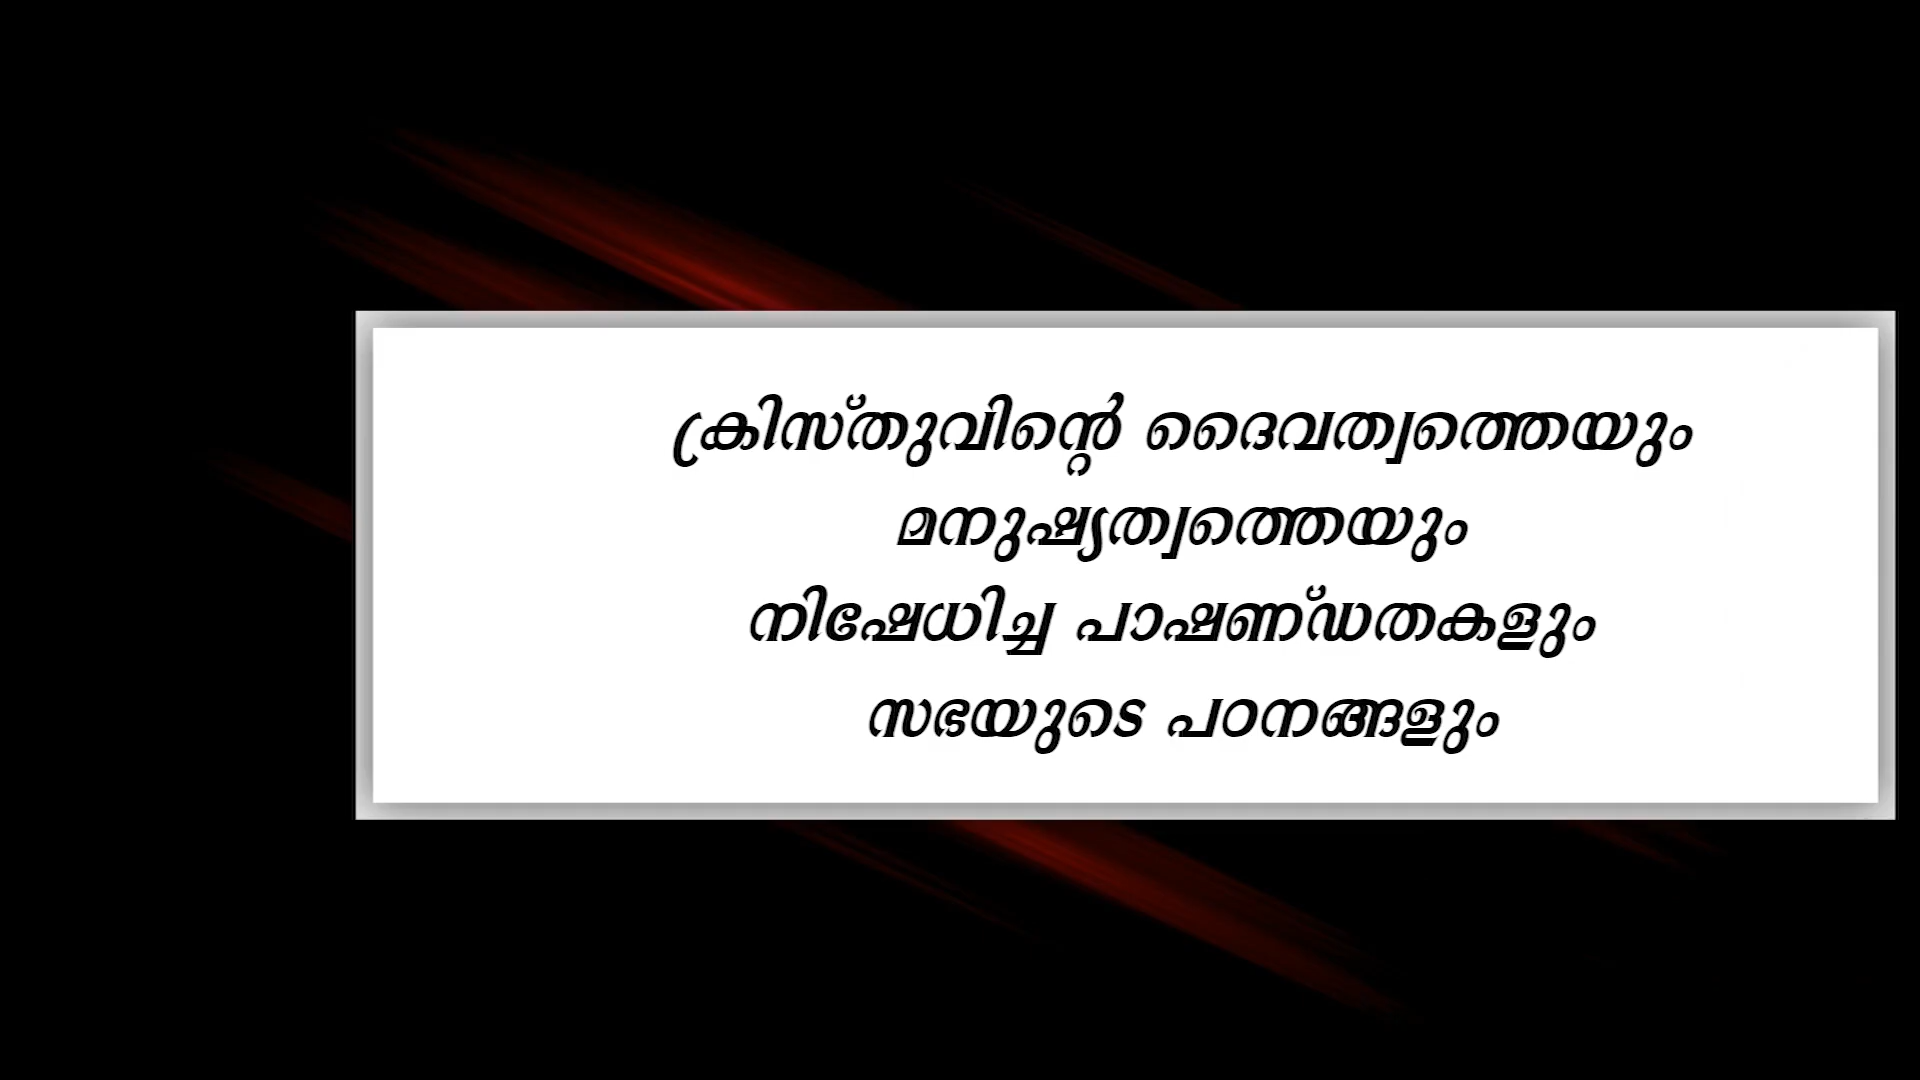 ക്രിസ്തുവിന്റെ ദൈവത്വത്തെയും
മനുഷ്യത്വത്തെയും
നിഷേധിച്ച പാഷണ്ഡതകളും
സഭയുടെ പഠനങ്ങളും